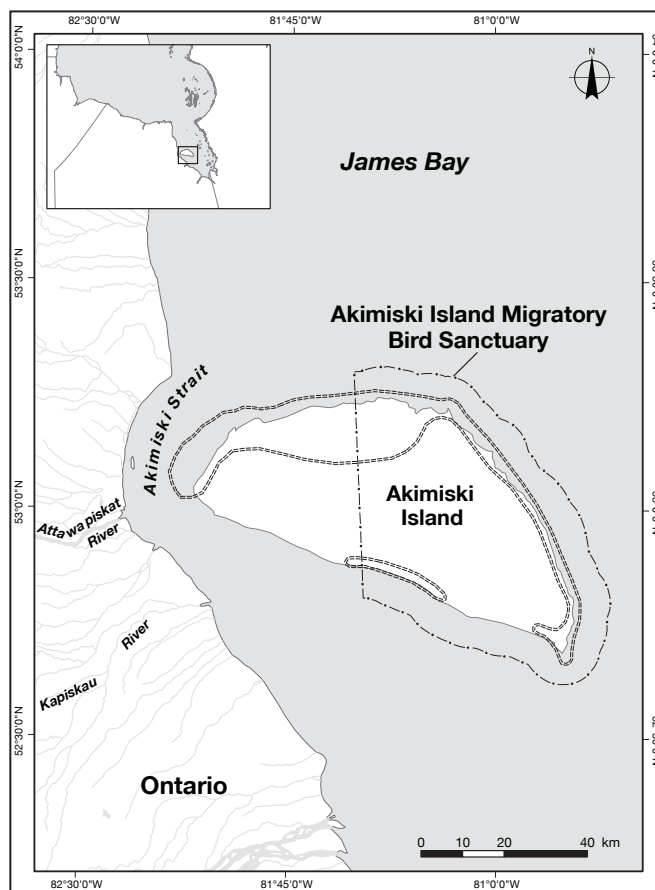 82°30'0"W 81°45'0"W 81°0'0"W
54°0'0"N
N
James Bay
53°30'0"N
Akimiski Island Migratory
Bird Sanctuary
Akimiski Strait
Akimiski
Island
53°0'0"N
Attawapiskat
River
River
Kapiskau
52°30'0"N
Ontario
0 10 20 40 km
82°30'0"W 81°45'0"W 81°0'0"W